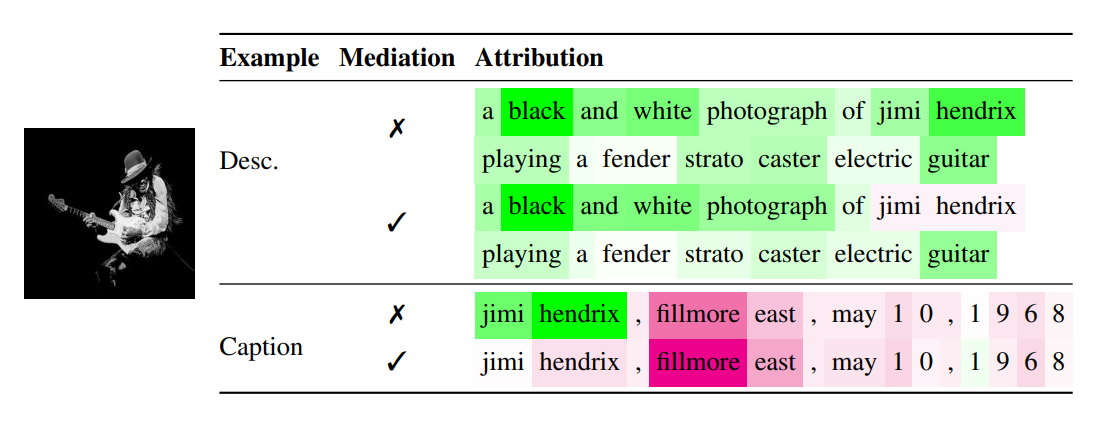 Example Mediation Attribution
Desc.
✗ a black and white photograph of jimi hendrix
playing a fender strato caster electric guitar
✓ a black and white photograph of jimi hendrix
playing a fender strato caster electric guitar
Caption
✗ jimi hendrix , fillmore east , may 1 0 , 1 9 6 8
✓ jimi hendrix , fillmore east , may 1 0 , 1 9 6 8